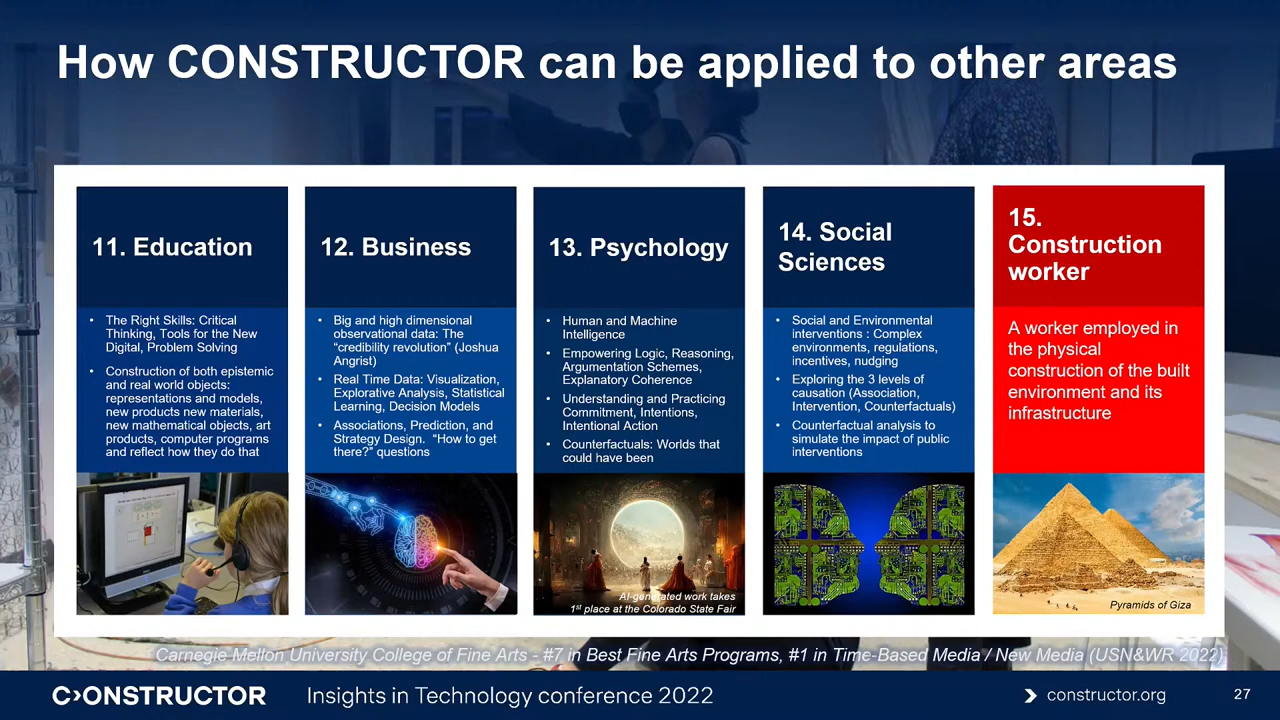 How CONSTRUCTOR can be applied to other areas
11. Education
• The Right Skills: Critical
Thinking, Tools for the New
Digital, Problem Solving
• Construction of both epistemic
and real world objects:
representations and models,
new products new materials,
new mathematical objects, art
products, computer programs
and reflect how they do that
12. Business
• Big and high dimensional
observational data: The
“credibility revolution” (Joshua
Angrist)
• Real Time Data: Visualization,
Explorative Analysis, Statistical
Learning, Decision Models
• Associations, Prediction, and
Strategy Design. “How to get
there?” questions
13. Psychology
• Human and Machine
Intelligence
• Empowering Logic, Reasoning,
Argumentation Schemes,
Explanatory Coherence
• Understanding and Practicing
Commitment, Intentions,
Intentional Action
• Counterfactuals: Worlds that
could have been
AI-generated work takes
1st place at the Colorado State Fair
14. Social
Sciences
• Social and Environmental
interventions : Complex
environments, regulations,
incentives, nudging
• Exploring the 3 levels of
causation (Association,
Intervention, Counterfactuals)
• Counterfactual analysis to
simulate the impact of public
interventions
15.
Construction
worker
A worker employed in
the physical
construction of the built
environment and its
infrastructure
Pyramids of Giza
Carnegie Mellon University College of Fine Arts - #7 in Best Fine Arts Programs, #1 in Time-Based Media / New Media (USN&WR 2022)
C›ONSTRUCTOR
Insights in Technology conference 2022
constructor.org
27